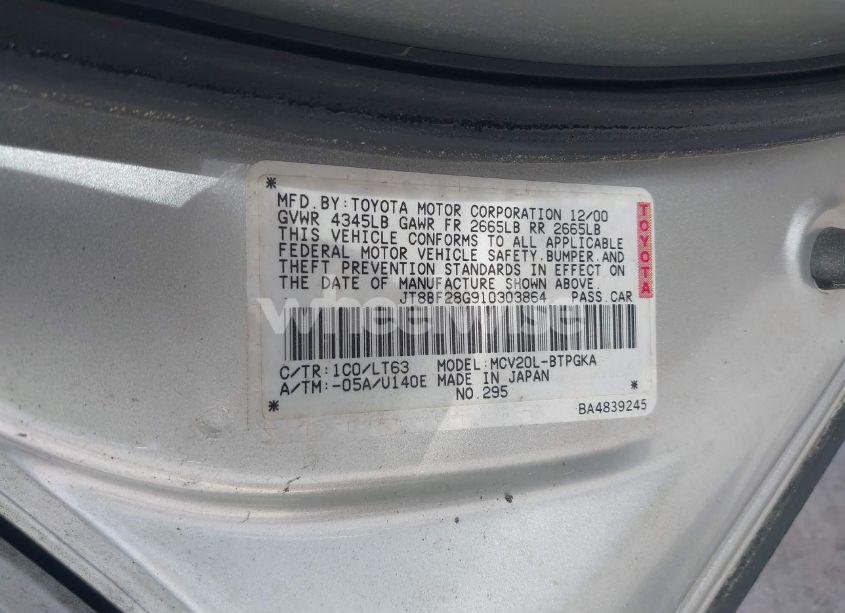 MFD.BY:TOYOTA MOTOR CORPORATION 12/00
GVWR 4345LB GAWR FR 2665LB RR 2665LB
THIS VEHICLE CONFORMS TO ALL APPLICABLE
FEDERAL MOTOR VEHICLE SAFETY.BUMPER.AND
THEFT PREVENTION STANDARDS IN EFFECT ON
THE DATE OF MANUFACTURE SHOWN ABOVE.
JT8BF28G910303864 PASS.CAR
TOYOTA
wheelwise
C/TR:1C0/LT63 MODEL:MCV20L-BTPGKA
A/TM:-05A/U140E MADE IN JAPAN
NO.295
BA4839245